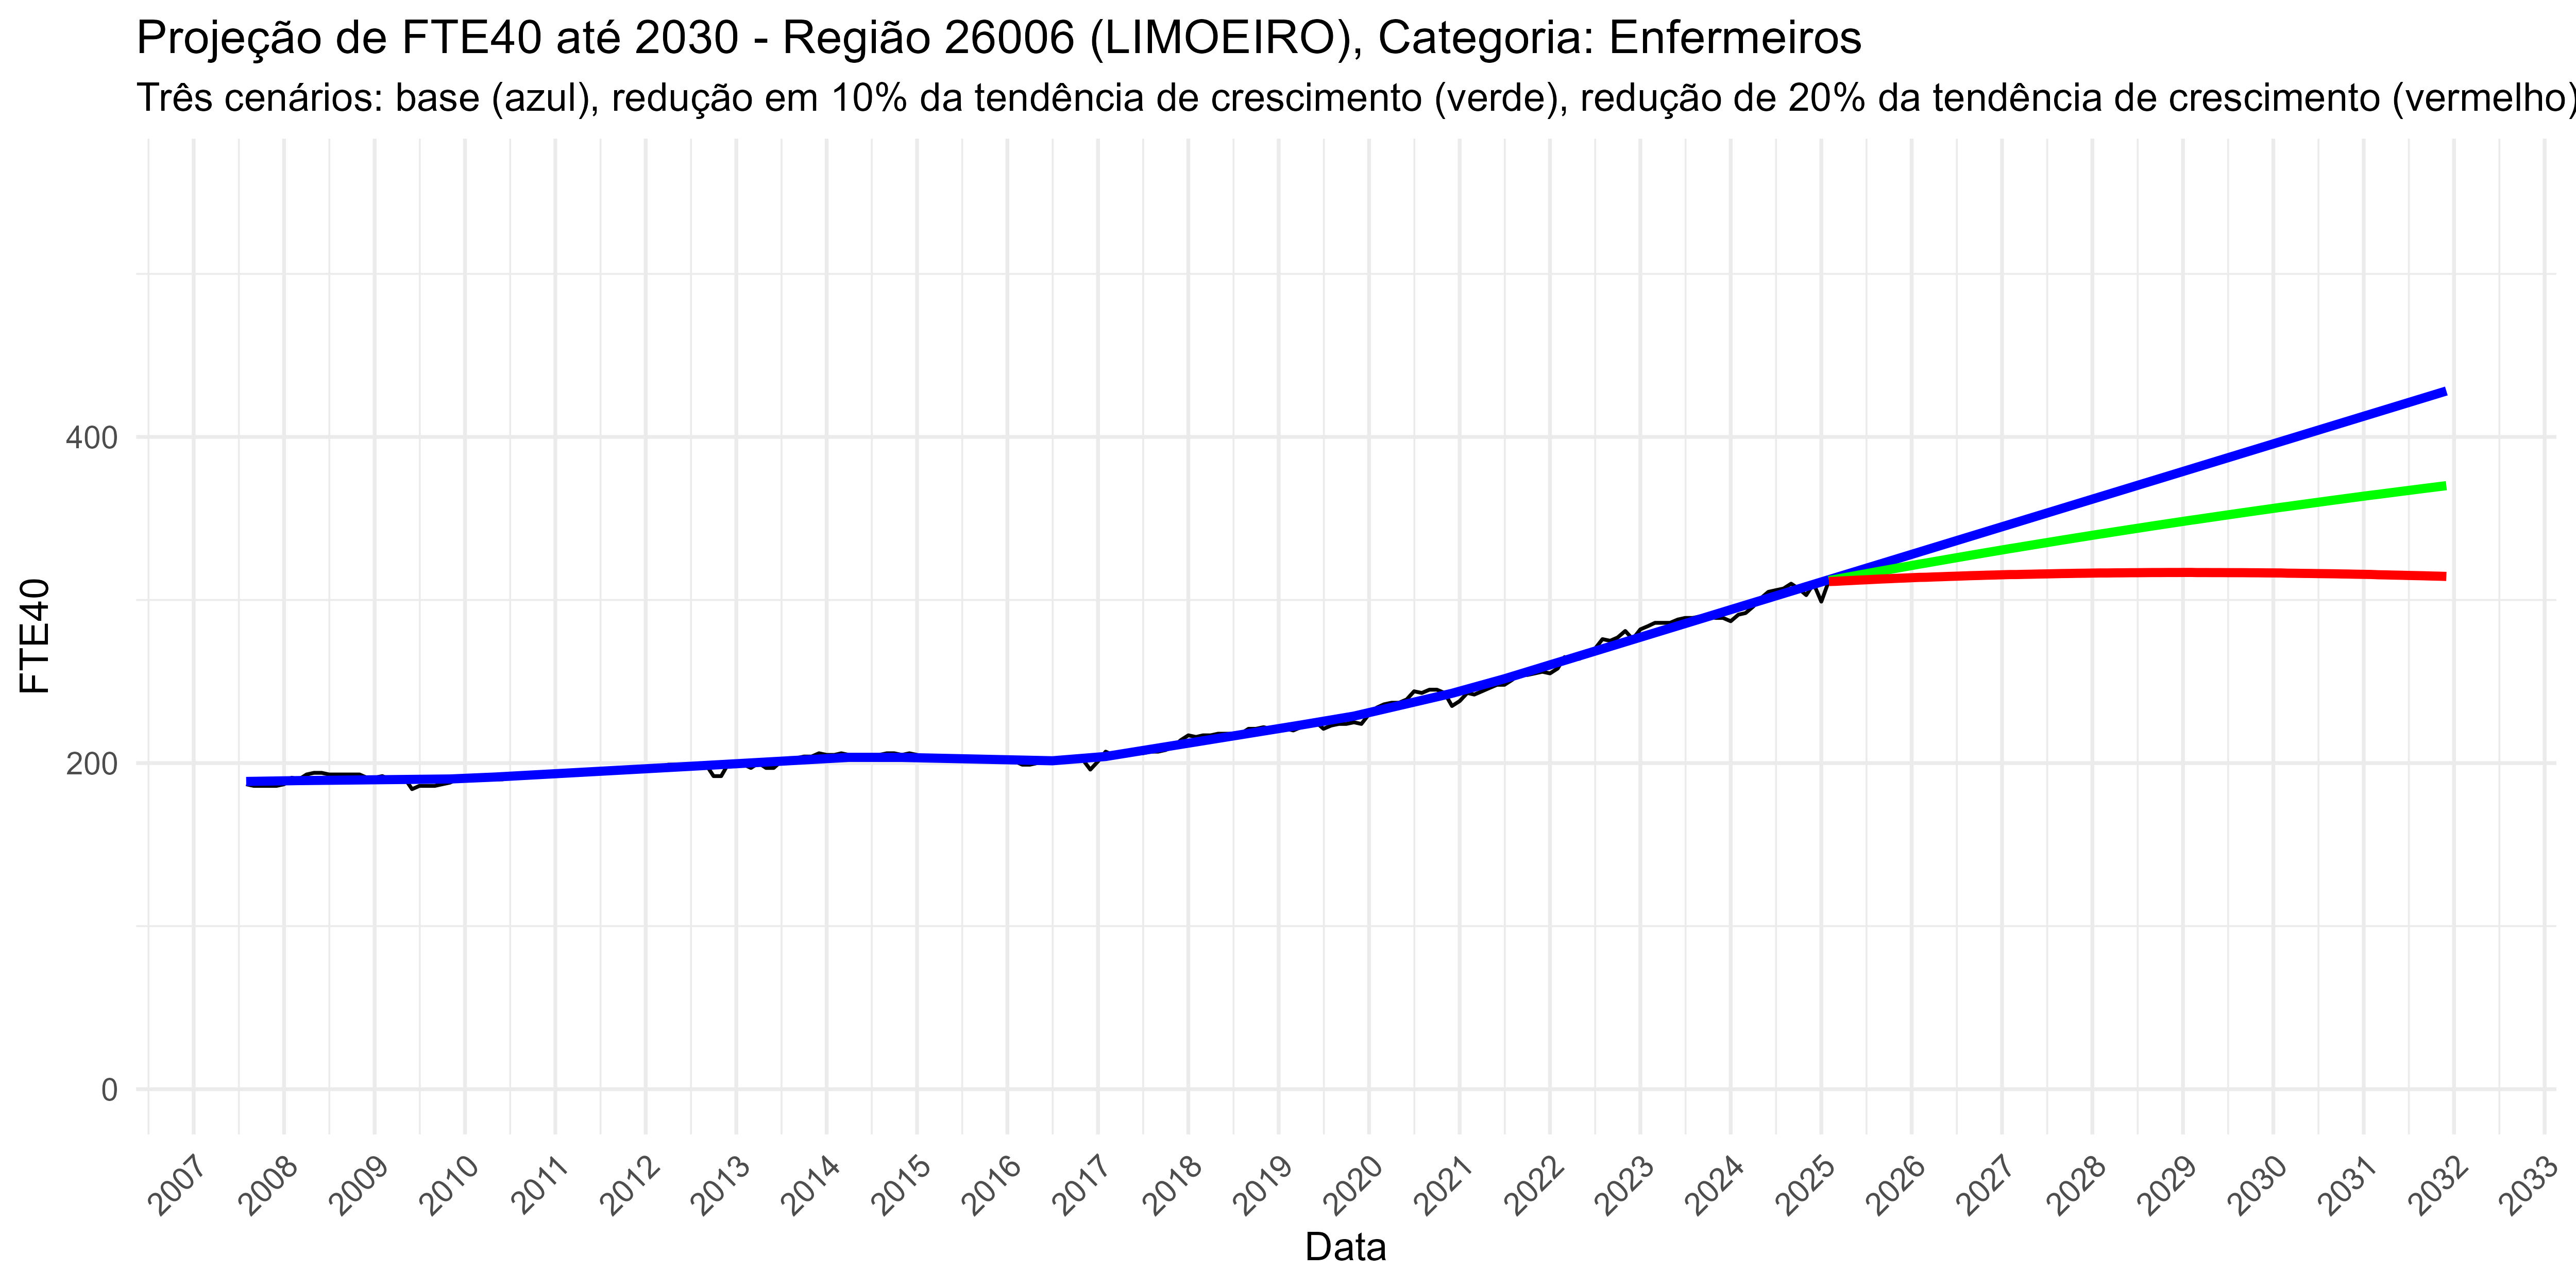 Projeção de FTE40 até 2030 - Região 26006 (LIMOEIRO), Categoria: Enfermeiros
Três cenários: base (azul), redução em 10% da tendência de crescimento (verde), redução de 20% da tendência de crescimento (vermelho)
FTE40
400
200
0
2007 2008 2009 2010 2011 2012 2013 2014 2015 2016 2017 2018 2019 2020 2021 2022 2023 2024 2025 2026 2027 2028 2029 2030 2031 2032 2033
Data